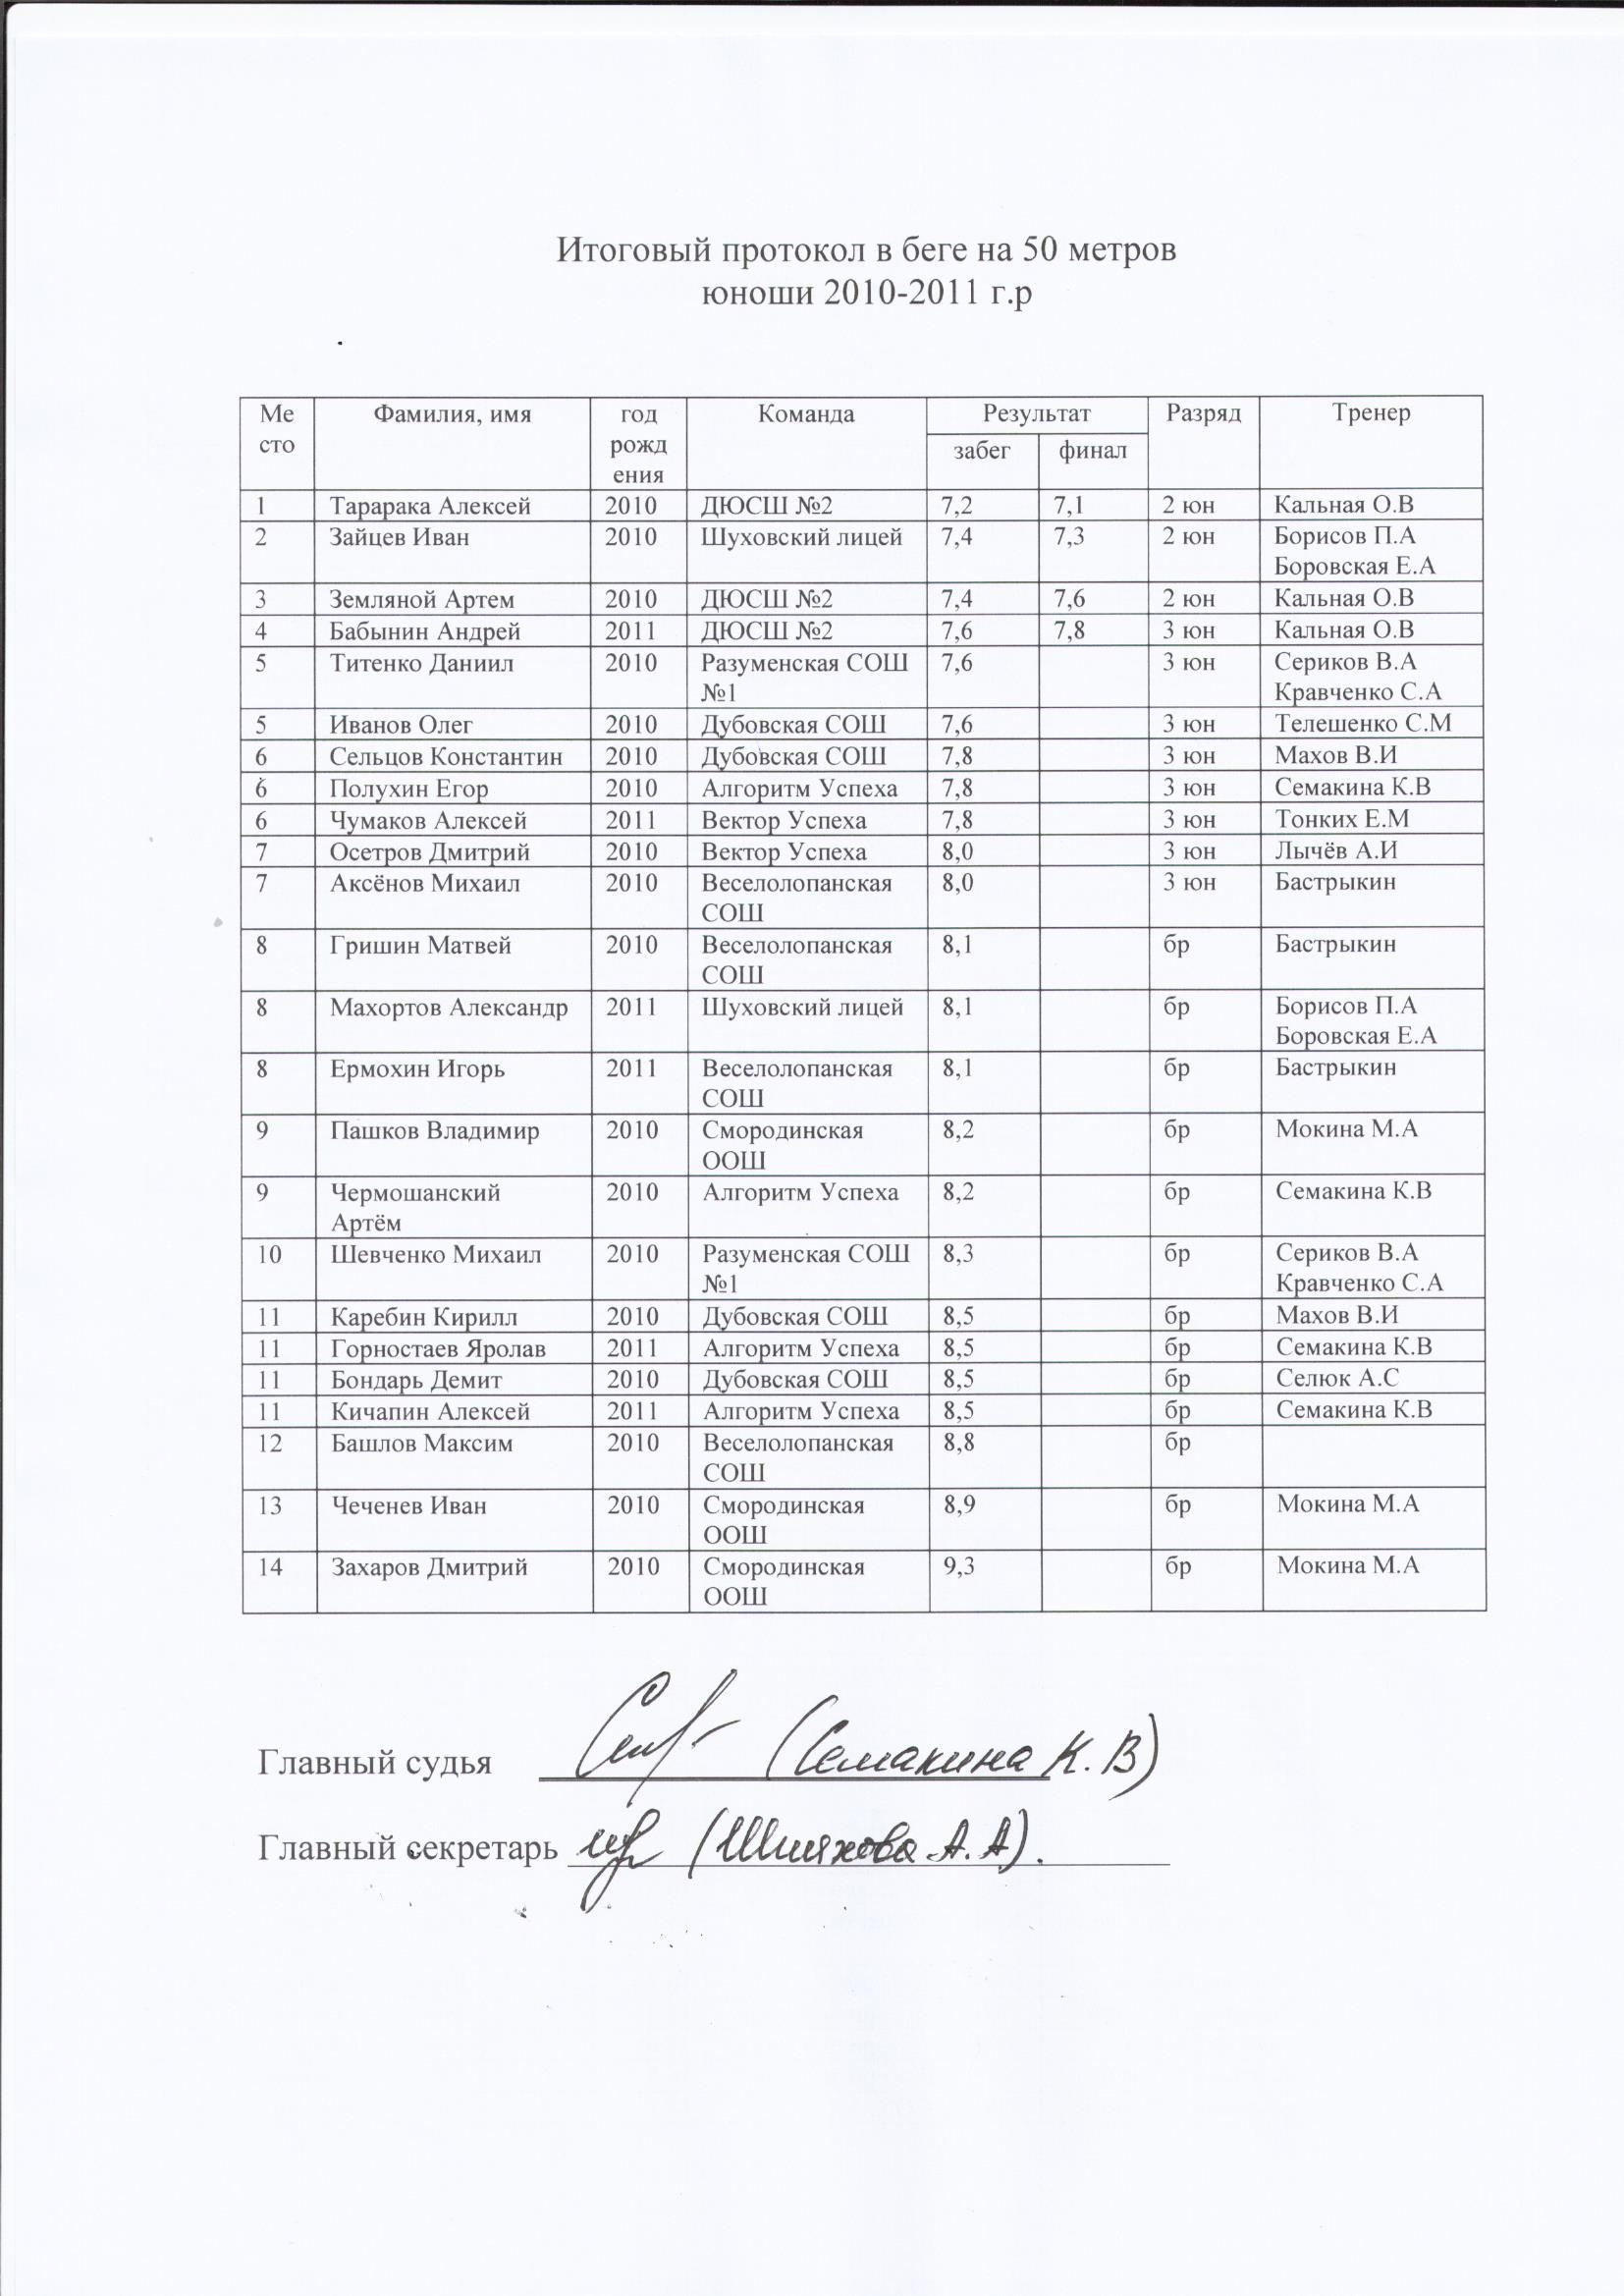 Итоговый протокол в беге на 50 метров
юноши 2010-2011 г.р
Ме сто Фамилия, имя год рожд ения Команда Результат Разряд Тренер
забег финал
1 Тарарака Алексей 2010 ДЮСШ №2 7,2 7,1 2 юн Кальная О.В
2 Зайцев Иван 2010 Шуховский лицей 7,4 7,3 2 юн Борисов П.А
Боровская Е.А
3 Земляной Артем 2010 ДЮСШ №2 7,4 7,6 2 юн Кальная О.В
4 Бабынин Андрей 2011 ДЮСШ №2 7,6 7,8 3 юн Кальная О.В
5 Титенко Даниил 2010 Разуменская СОШ 7,6 3 юн Сериков В.А
№1 Кравченко С.А
5 Иванов Олег 2010 Дубовская СОШ 7,6 3 юн Телешенко С.М
6 Сельцов Константин 2010 Дубовская СОШ 7,8 3 юн Махов В.И
6 Полухин Егор 2010 Алгоритм Успеха 7,8 3 юн Семакина К.В
6 Чумаков Алексей 2011 Вектор Успеха 7,8 3 юн Тонких Е.М
7 Осетров Дмитрий 2010 Вектор Успеха 8,0 3 юн Лычёв А.И
7 Аксёнов Михаил 2010 Веселолопанская 8,0 3 юн Бастрыкин
СОШ
8 Гришин Матвей 2010 Веселолопанская 8,1 бр Бастрыкин
СОШ
8 Махортов Александр 2011 Шуховский лицей 8,1 бр Борисов П.А
Боровская Е.А
8 Ермохин Игорь 2011 Веселолопанская 8,1 бр Бастрыкин
СОШ
9 Пашков Владимир 2010 Смородинская 8,2 бр Мокина М.А
ООШ
9 Чермошанский 2010 Алгоритм Успеха 8,2 бр Семакина К.В
Артём
10 Шевченко Михаил 2010 Разуменская СОШ 8,3 бр Сериков В.А
№1 Кравченко С.А
11 Каребин Кирилл 2010 Дубовская СОШ 8,5 бр Махов В.И
11 Горностаев Яролав 2011 Алгоритм Успеха 8,5 бр Семакина К.В
11 Бондарь Демит 2010 Дубовская СОШ 8,5 бр Селюк А.С
11 Кичапин Алексей 2011 Алгоритм Успеха 8,5 бр Семакина К.В
12 Башлов Максим 2010 Веселолопанская 8,8 бр
СОШ
13 Чеченев Иван 2010 Смородинская 8,9 бр Мокина М.А
ООШ
14 Захаров Дмитрий 2010 Смородинская 9,3 бр Мокина М.А
ООШ
Главный судья (Семакина К. В)
Главный секретарь А. А).